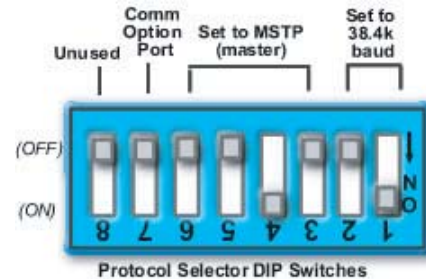 Comm
Option
Port
Set to
38.4k
baud
Unused
Set to MSTP
(master)
(OFF)
(ON)
NO
8 7 6 5 4 3 2 1
Protocol Selector DIP Switches